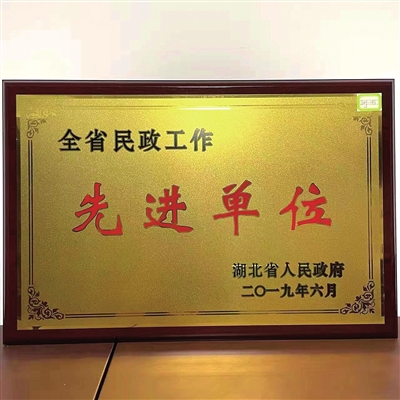 全省民政工作
先进单位
湖北省人民政府
二〇一九年六月